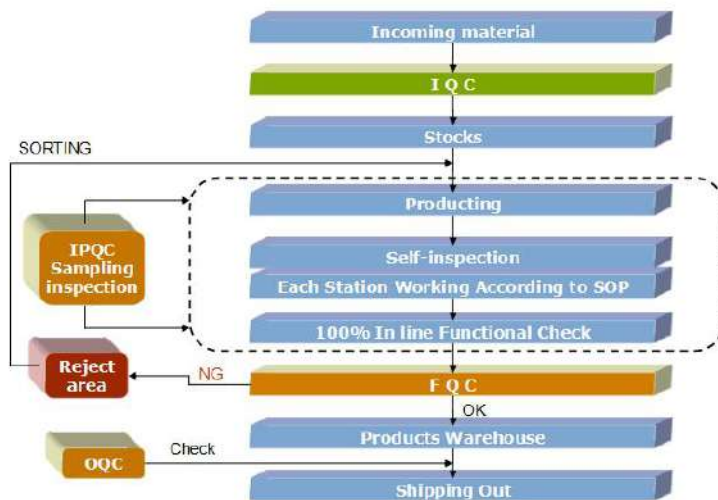 Incoming material
I Q C
Stocks
SORTING
Producting
IPQC
Sampling
inspection
Self-inspection
Each Station Working According to SOP
100% In line Functional Check
Reject
area
NG
F Q C
OK
Products Warehouse
OQC
Check
Shipping Out